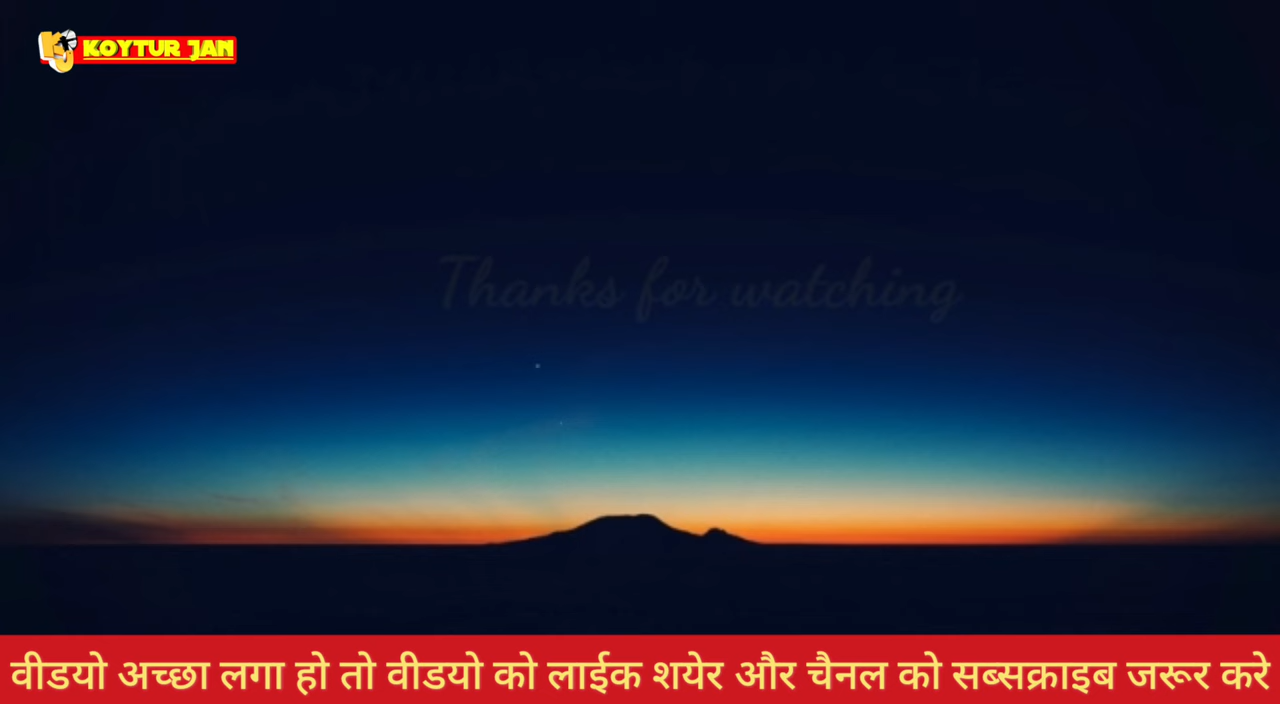 KOYTUR JAN
Thanks for watching
वीडयो अच्छा लगा हो तो वीडयो को लाईक शयेर और चैनल को सब्सक्राइब जरूर करे